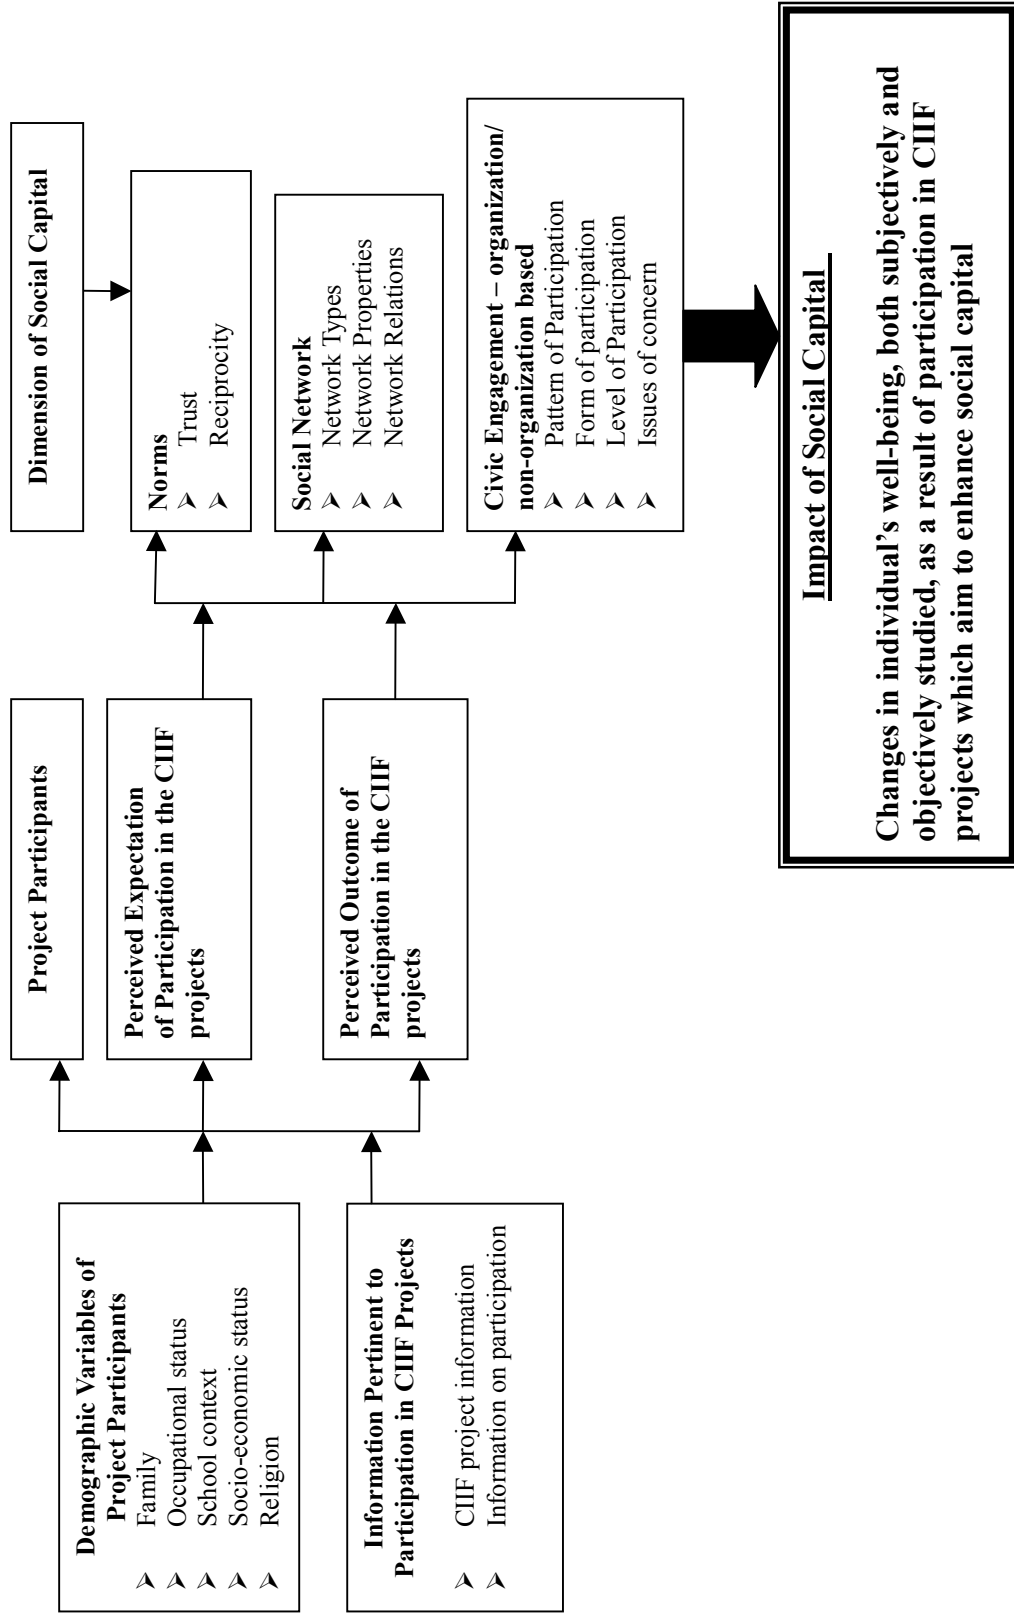 Demographic Variables of
Project Participants
➢ Family
➢ Occupational status
➢ School context
➢ Socio-economic status
➢ Religion
Information Pertinent to
Participation in CIIF Projects
➢ CIIF project information
➢ Information on participation
Project Participants
Perceived Expectation
of Participation in the CIIF
projects
Perceived Outcome of
Participation in the CIIF
projects
Dimension of Social Capital
Norms
➢ Trust
➢ Reciprocity
Social Network
➢ Network Types
➢ Network Properties
➢ Network Relations
Civic Engagement – organization/
non-organization based
➢ Pattern of Participation
➢ Form of participation
➢ Level of Participation
➢ Issues of concern
Impact of Social Capital
Changes in individual’s well-being, both subjectively and
objectively studied, as a result of participation in CIIF
projects which aim to enhance social capital